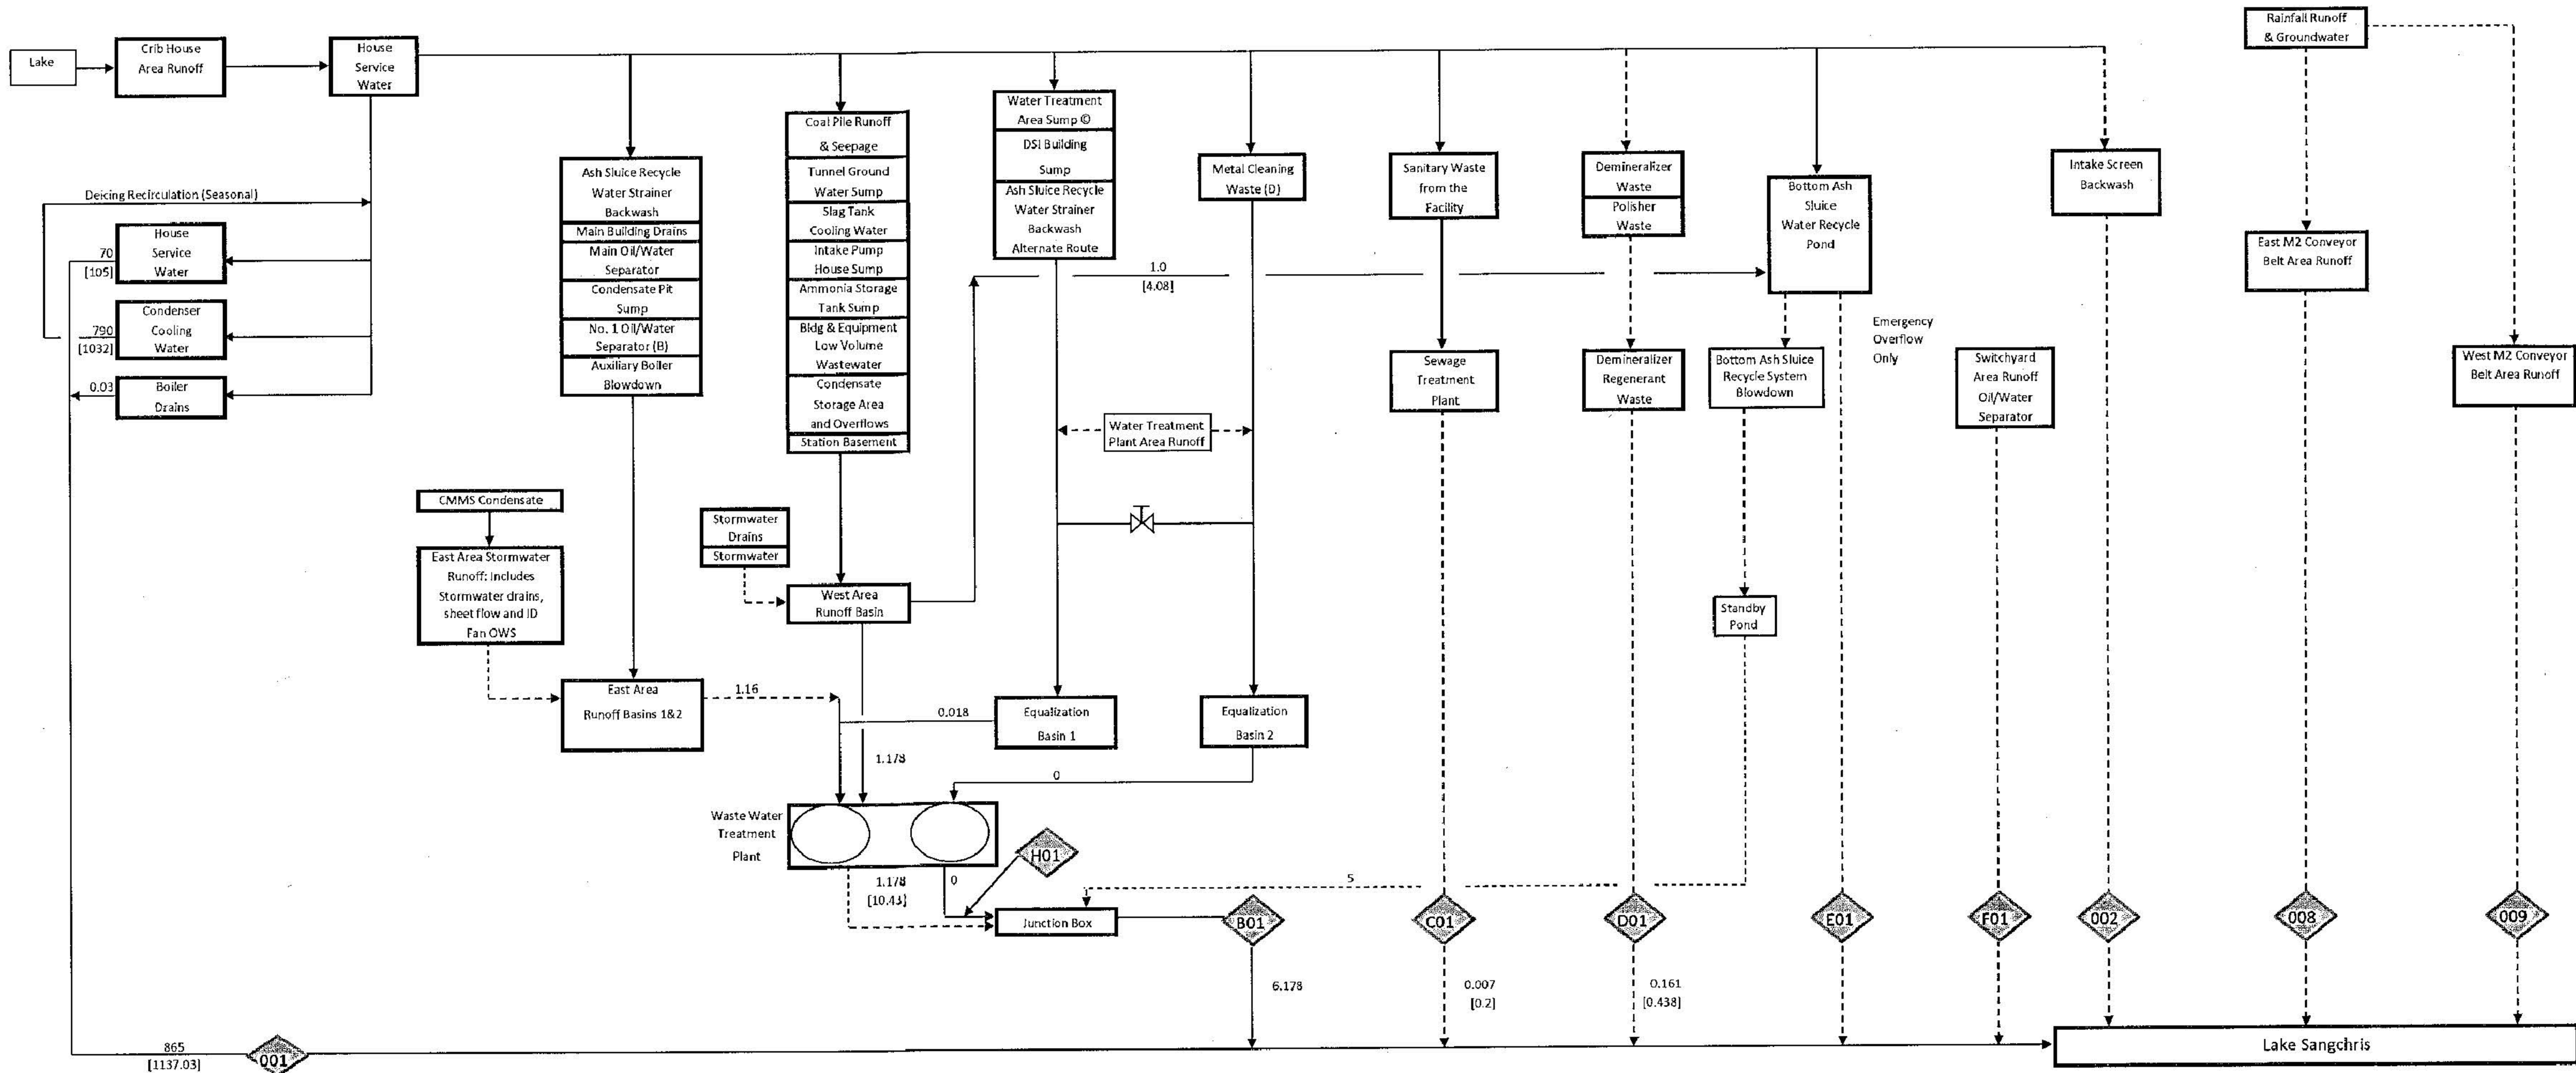 Lake
Crib House
Area Runoff
House
Service
Water
Rainfall Runoff
& Groundwater
Deicing Recirculation (Seasonal)
House
Service
Water
70
[105]
Condenser
Cooling
Water
790
[1032]
Boiler
Drains
0.03
Ash Sluice Recycle
Water Strainer
Backwash
Main Building Drains
Main Oil/Water
Separator
Condensate Pit
Sump
No. 1 Oil/Water
Separator (B)
Auxiliary Boiler
Blowdown
Coal Pile Runoff
& Seepage
Tunnel Ground
Water Sump
Slag Tank
Cooling Water
Intake Pump
House Sump
Ammonia Storage
Tank Sump
Bldg & Equipment
Low Volume
Wastewater
Condensate
Storage Area
and Overflows
Station Basement
Water Treatment
Area Sump ©
DSI Building
Sump
Ash Sluice Recycle
Water Strainer
Backwash
Alternate Route
Metal Cleaning
Waste (D)
Sanitary Waste
from the
Facility
Demineralizer
Waste
Polisher
Waste
Bottom Ash
Sluice
Water Recycle
Pond
Intake Screen
Backwash
East M2 Conveyor
Belt Area Runoff
West M2 Conveyor
Belt Area Runoff
1.0
[4.08]
Emergency
Overflow
Only
Sewage
Treatment
Plant
Demineralizer
Regenerant
Waste
Bottom Ash Sluice
Recycle System
Blowdown
Switchyard
Area Runoff
Oil/Water
Separator
Water Treatment
Plant Area Runoff
CMMS Condensate
East Area Stormwater
Runoff: Includes
Stormwater drains,
sheet flow and ID
Fan OWS
Stormwater
Drains
Stormwater
West Area
Runoff Basin
Standby
Pond
East Area
Runoff Basins 1&2
1.16
0.018
Equalization
Basin 1
Equalization
Basin 2
1.178
0
Waste Water
Treatment
Plant
H01
1.178
[10.43]
0
5
Junction Box
B01
C01
D01
E01
F01
002
008
009
6.178
0.007
[0.2]
0.161
[0.438]
865
[1137.03]
001
Lake Sangchris